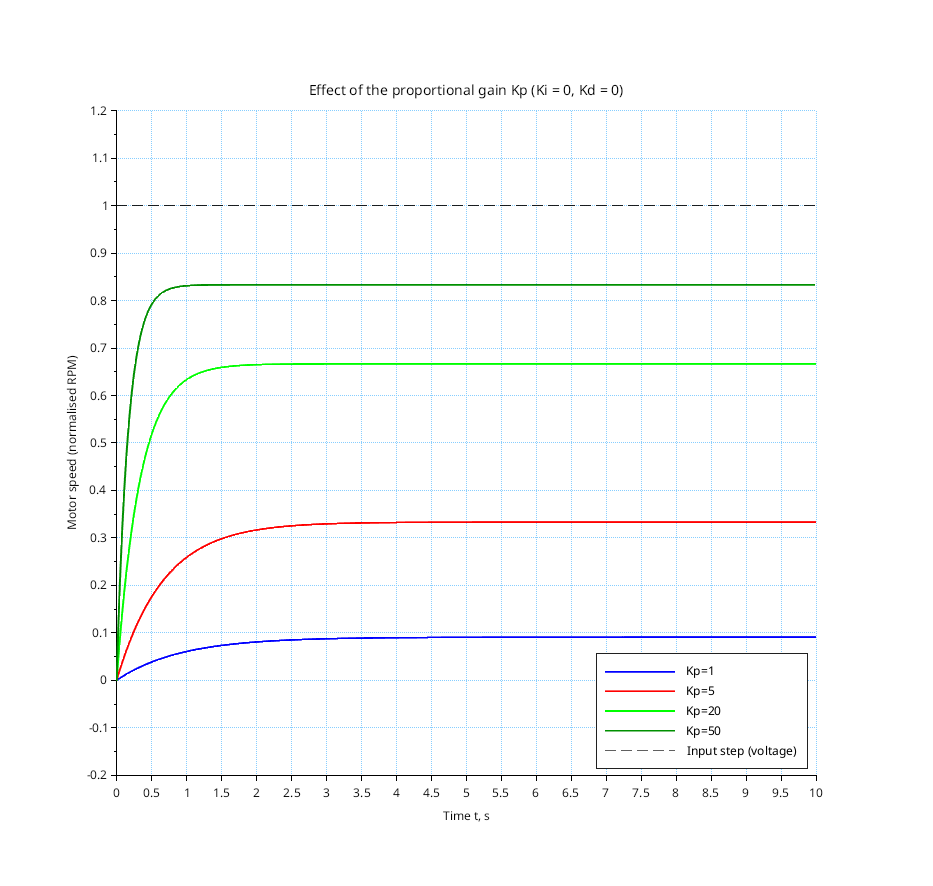 Effect of the proportional gain Kp (Ki = 0, Kd = 0)
1.2
1.1
1
0.9
0.8
0.7
0.6
0.5
0.4
0.3
0.2
0.1
0
-0.1
-0.2
Motor speed (normalised RPM)
Kp=1
Kp=5
Kp=20
Kp=50
Input step (voltage)
0 0.5 1 1.5 2 2.5 3 3.5 4 4.5 5 5.5 6 6.5 7 7.5 8 8.5 9 9.5 10
Time t, s